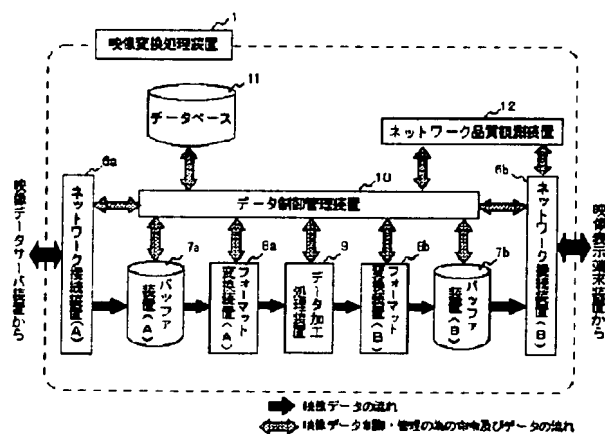 1
映像変換処理装置
11
データベース
12
ネットワーク品質観測装置
6a
6b
10
データ制御管理装置
映像データサーバ装置から
ネットワーク接続装置(A)
7a
バッファ装置(A)
8a
フォーマット変換装置(A)
9
データ加工処理装置
8b
フォーマット変換装置(B)
7b
バッファ装置(B)
ネットワーク接続装置(B)
映像表示端末装置から
映像データの流れ
映像データ制御・管理の為の命令及びデータの流れ